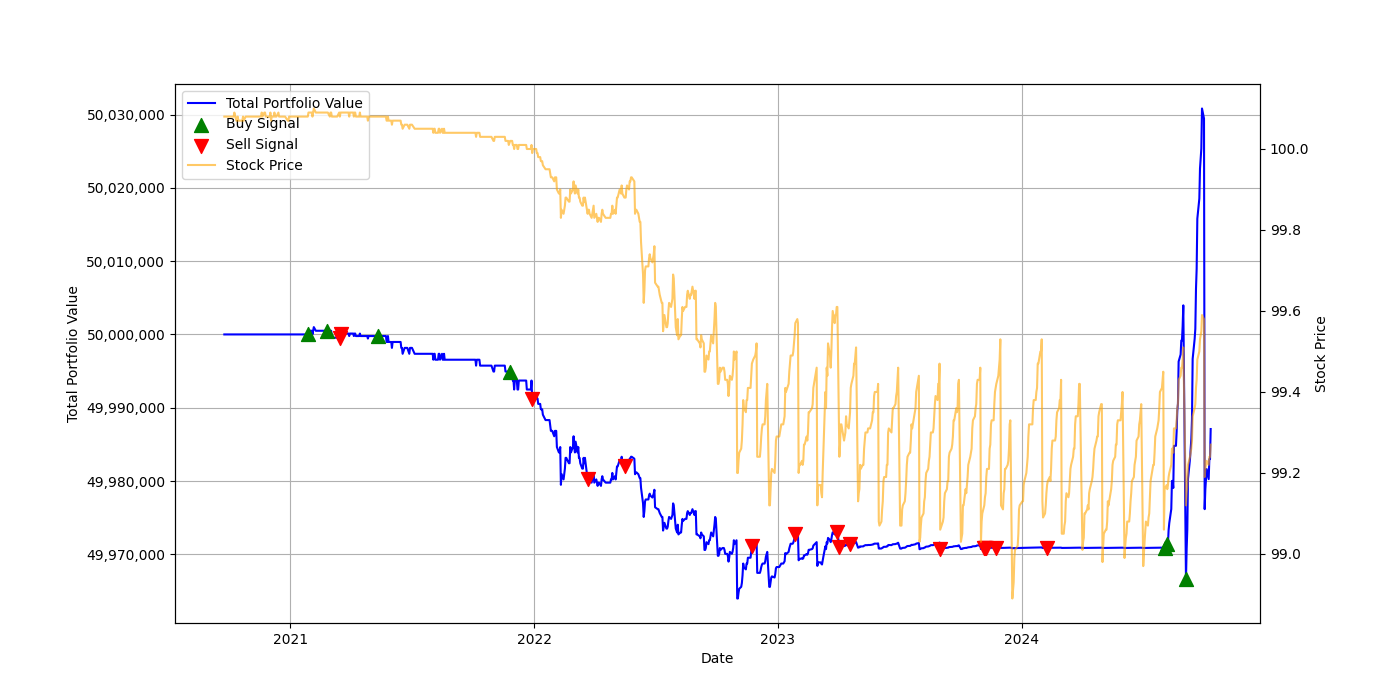 Total Portfolio Value
Buy Signal
Sell Signal
Stock Price
50,030,000
50,020,000
50,010,000
50,000,000
49,990,000
49,980,000
49,970,000
Total Portfolio Value
100.0
99.8
99.6
99.4
99.2
99.0
Stock Price
2021
2022
2023
2024
Date